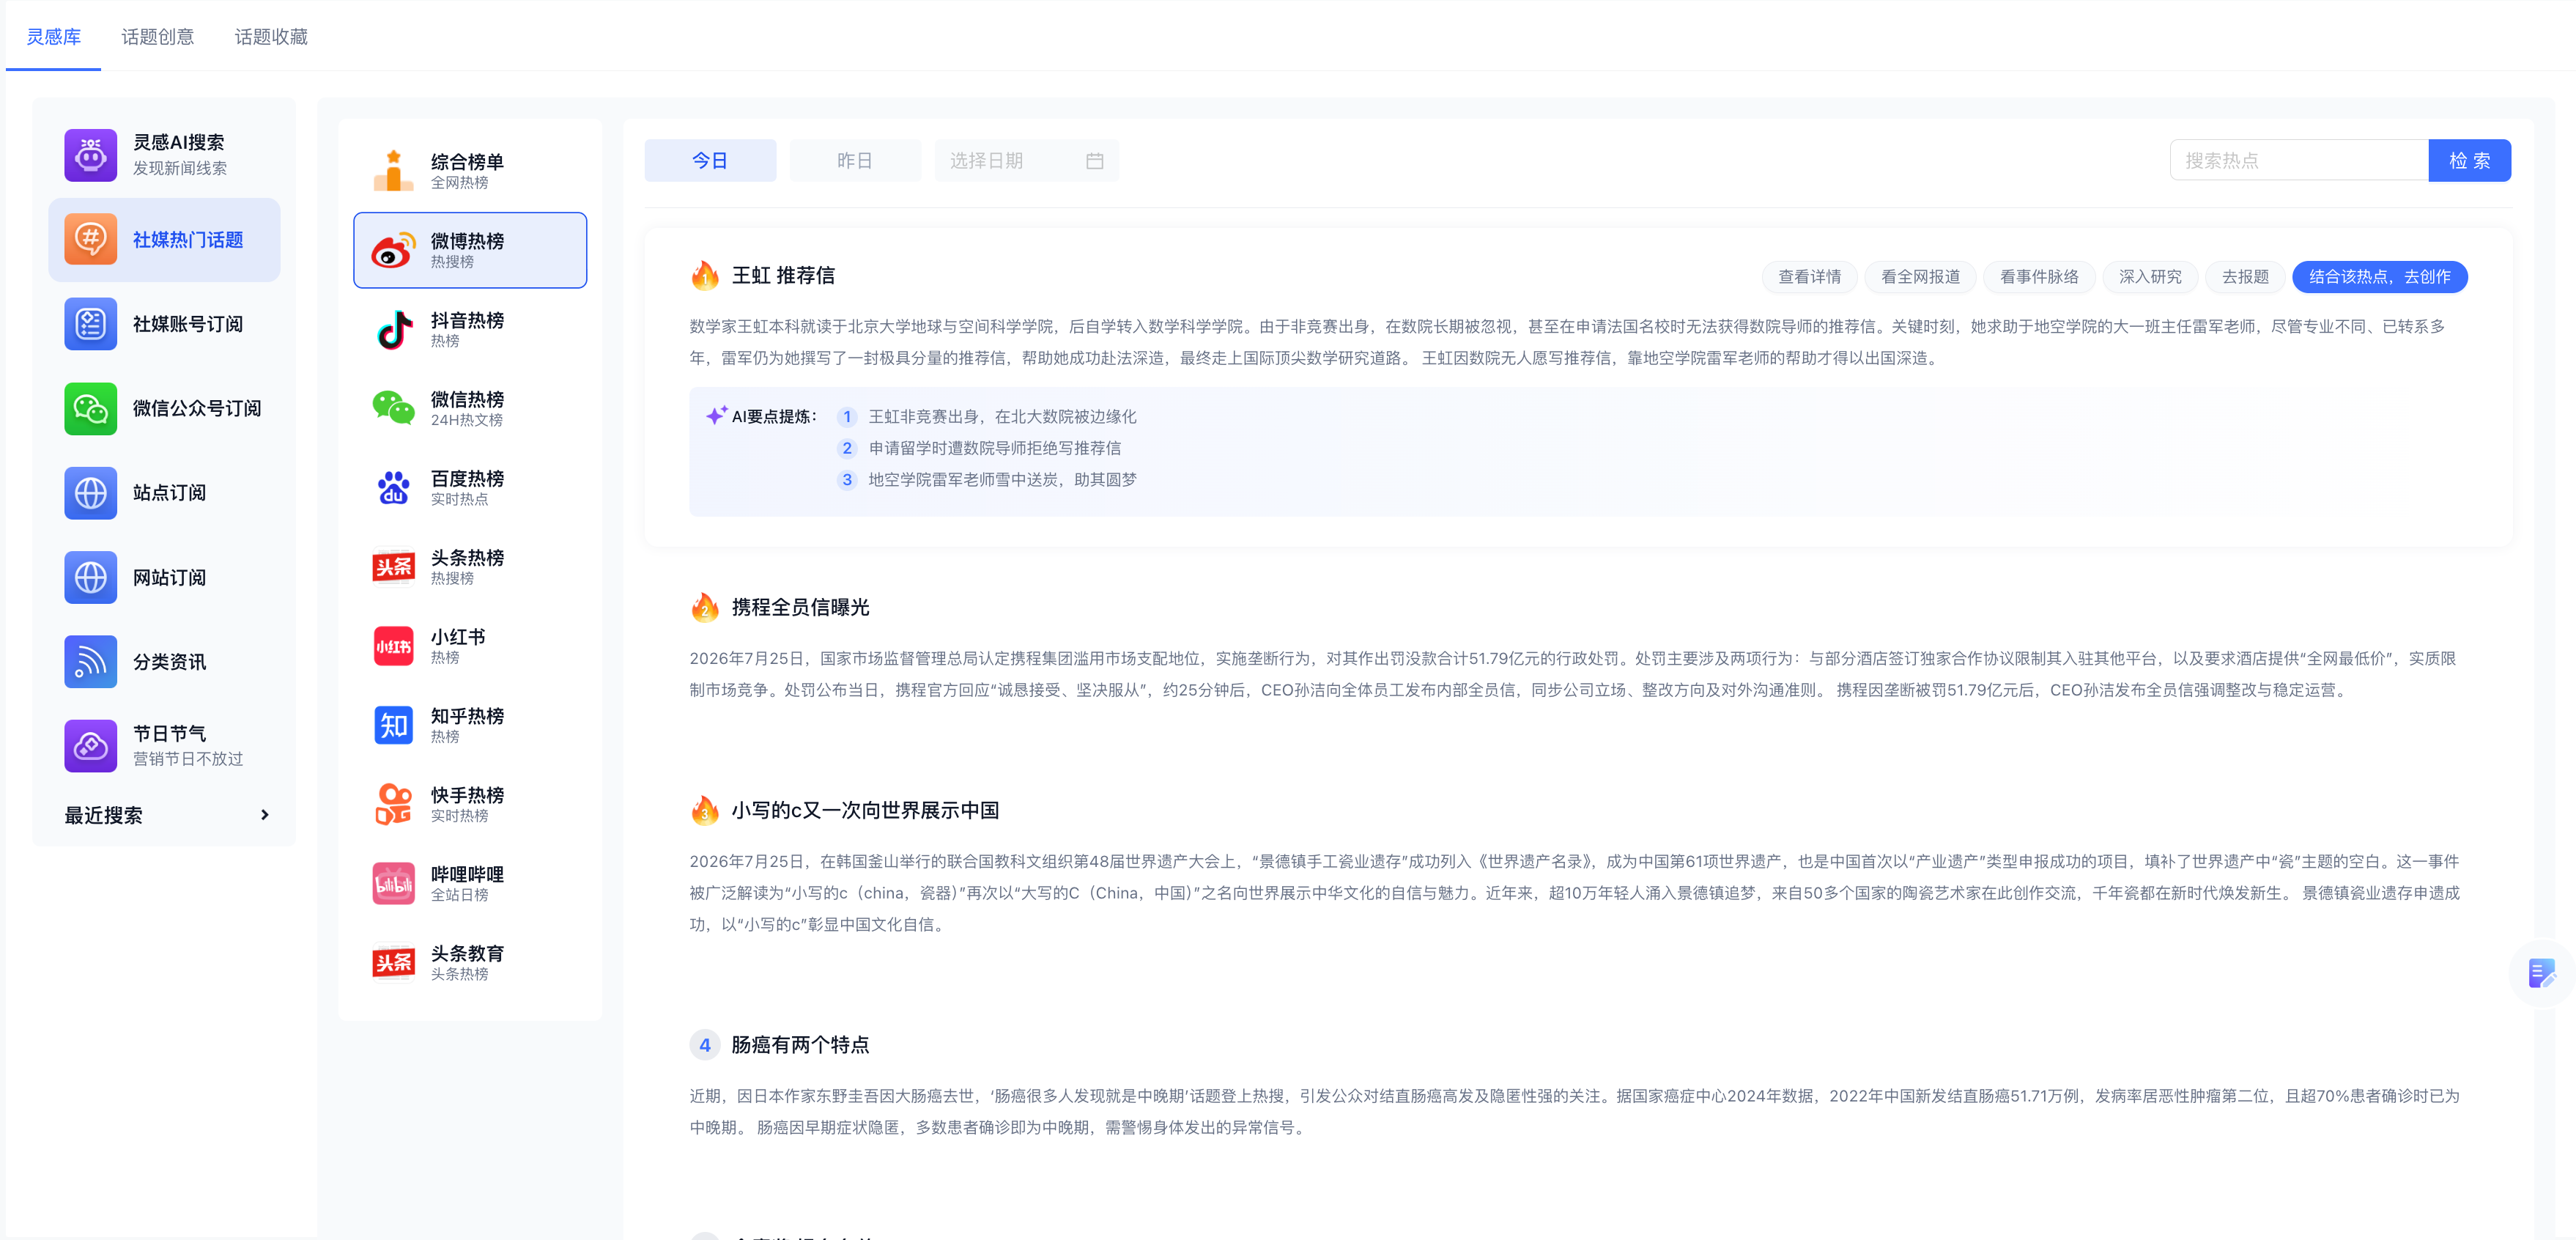 灵感库
话题创意
话题收藏
灵感AI搜索
发现新闻线索
社媒热门话题
社媒账号订阅
微信公众号订阅
站点订阅
网站订阅
分类资讯
节日节气
营销节日不放过
最近搜索
综合榜单
全网热榜
微博热榜
热搜榜
抖音热榜
热榜
微信热榜
24H热文榜
du
百度热榜
实时热点
头条
头条热榜
热搜榜
小红书
小红书
热榜
知
知乎热榜
热榜
快手热榜
实时热榜
bilibili
哔哩哔哩
全站日榜
头条
头条教育
头条热榜
今日
昨日
选择日期
搜索热点
检 索
1 王虹 推荐信
查看详情
看全网报道
看事件脉络
深入研究
去报题
结合该热点，去创作
数学家王虹本科就读于北京大学地球与空间科学学院，后自学转入数学科学学院。由于非竞赛出身，在数院长期被忽视，甚至在申请法国名校时无法获得数院导师的推荐信。关键时刻，她求助于地空学院的大一班主任雷军老师，尽管专业不同、已转系多
年，雷军仍为她撰写了一封极具分量的推荐信，帮助她成功赴法深造，最终走上国际顶尖数学研究道路。 王虹因数院无人愿写推荐信，靠地空学院雷军老师的帮助才得以出国深造。
AI要点提炼：
1 王虹非竞赛出身，在北大数院被边缘化
2 申请留学时遭数院导师拒绝写推荐信
3 地空学院雷军老师雪中送炭，助其圆梦
2 携程全员信曝光
2026年7月25日，国家市场监督管理总局认定携程集团滥用市场支配地位，实施垄断行为，对其作出罚没款合计51.79亿元的行政处罚。处罚主要涉及两项行为：与部分酒店签订独家合作协议限制其入驻其他平台，以及要求酒店提供“全网最低价”，实质限
制市场竞争。处罚公布当日，携程官方回应“诚恳接受、坚决服从”，约25分钟后，CEO孙洁向全体员工发布内部全员信，同步公司立场、整改方向及对外沟通准则。 携程因垄断被罚51.79亿元后，CEO孙洁发布全员信强调整改与稳定运营。
3 小写的c又一次向世界展示中国
2026年7月25日，在韩国釜山举行的联合国教科文组织第48届世界遗产大会上，“景德镇手工瓷业遗存”成功列入《世界遗产名录》，成为中国第61项世界遗产，也是中国首次以“产业遗产”类型申报成功的项目，填补了世界遗产中“瓷”主题的空白。这一事件
被广泛解读为“小写的c（china，瓷器）”再次以“大写的C（China，中国）”之名向世界展示中华文化的自信与魅力。近年来，超10万年轻人涌入景德镇追梦，来自50多个国家的陶瓷艺术家在此创作交流，千年瓷都在新时代焕发新生。 景德镇瓷业遗存申遗成
功，以“小写的c”彰显中国文化自信。
4 肠癌有两个特点
近期，因日本作家东野圭吾因大肠癌去世，‘肠癌很多人发现就是中晚期’话题登上热搜，引发公众对结直肠癌高发及隐匿性强的关注。据国家癌症中心2024年数据，2022年中国新发结直肠癌51.71万例，发病率居恶性肿瘤第二位，且超70%患者确诊时已为
中晚期。 肠癌因早期症状隐匿，多数患者确诊即为中晚期，需警惕身体发出的异常信号。